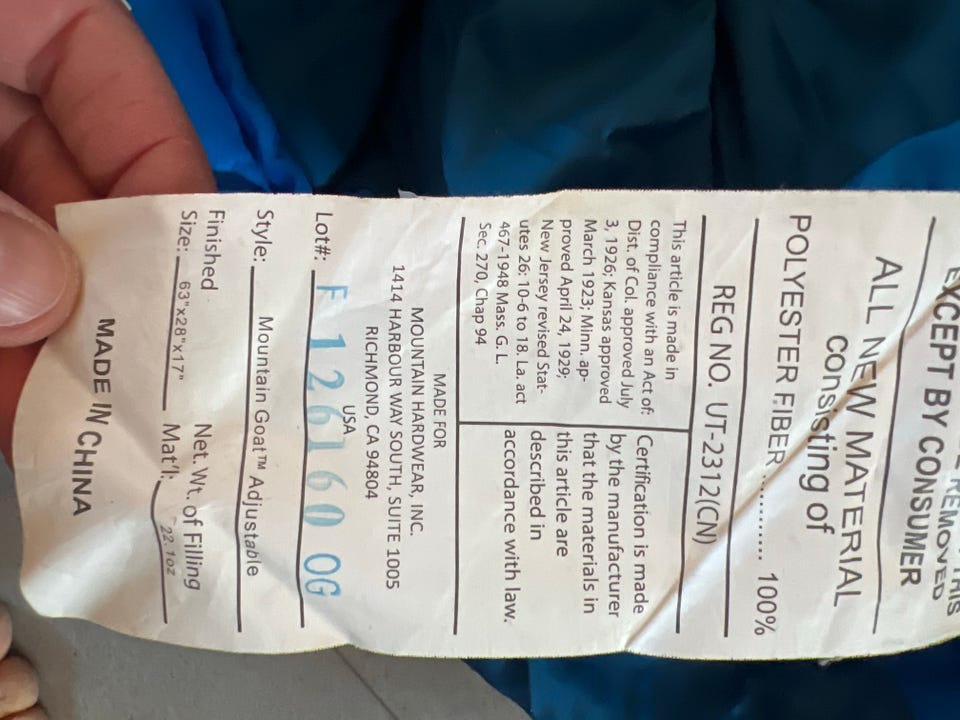 THIS
REMOVED
EXCEPT BY CONSUMER
ALL NEW MATERIAL
Consisting of
POLYESTER FIBER ............ 100%
REG NO. UT-2312(CN)
This article is made in
compliance with an Act of:
Dist. of Col. approved July
3, 1926; Kansas approved
March 1923; Minn. ap-
proved April 24, 1929;
New Jersey revised Stat-
utes 26: 10-6 to 18. La. act
467-1948 Mass. G. L.
Sec. 270, Chap 94
Certification is made
by the manufacturer
that the materials in
this article are
described in
accordance with law.
MADE FOR
MOUNTAIN HARDWEAR, INC.
1414 HARBOUR WAY SOUTH, SUITE 1005
RICHMOND, CA 94804
USA
Lot#: F 126160 OG
Style: Mountain Goat™ Adjustable
Finished Net. Wt. of Filling
Size: 63"x28"x17" Mat'l: 22.1oz
MADE IN CHINA